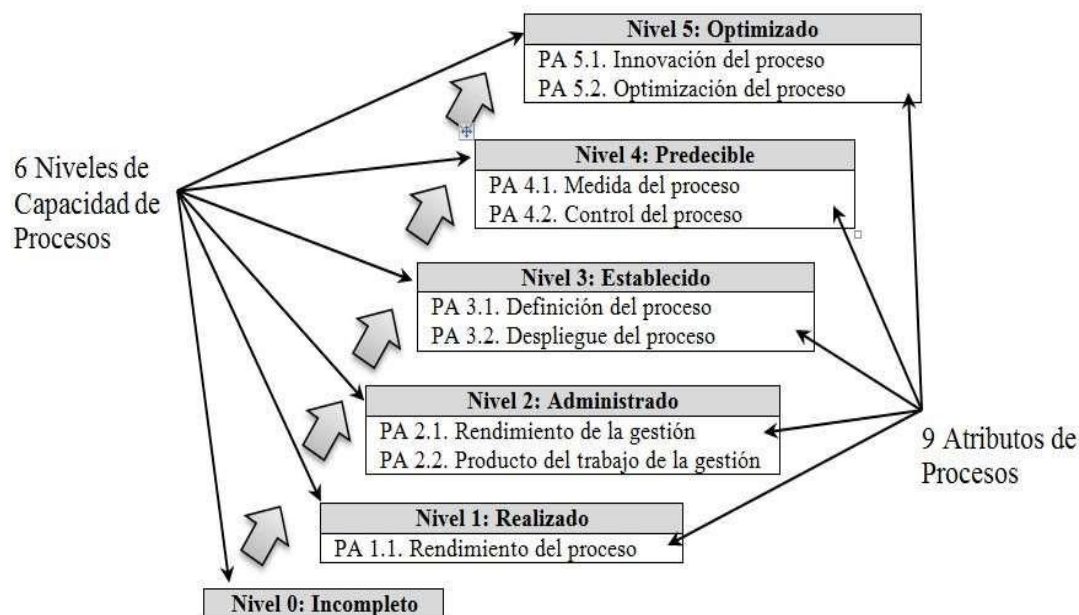 Nivel 5: Optimizado
PA 5.1. Innovación del proceso
PA 5.2. Optimización del proceso
6 Niveles de
Capacidad de
Procesos
Nivel 4: Predecible
PA 4.1. Medida del proceso
PA 4.2. Control del proceso
Nivel 3: Establecido
PA 3.1. Definición del proceso
PA 3.2. Despliegue del proceso
Nivel 2: Administrado
PA 2.1. Rendimiento de la gestión
PA 2.2. Producto del trabajo de la gestión
9 Atributos de
Procesos
Nivel 1: Realizado
PA 1.1. Rendimiento del proceso
Nivel 0: Incompleto